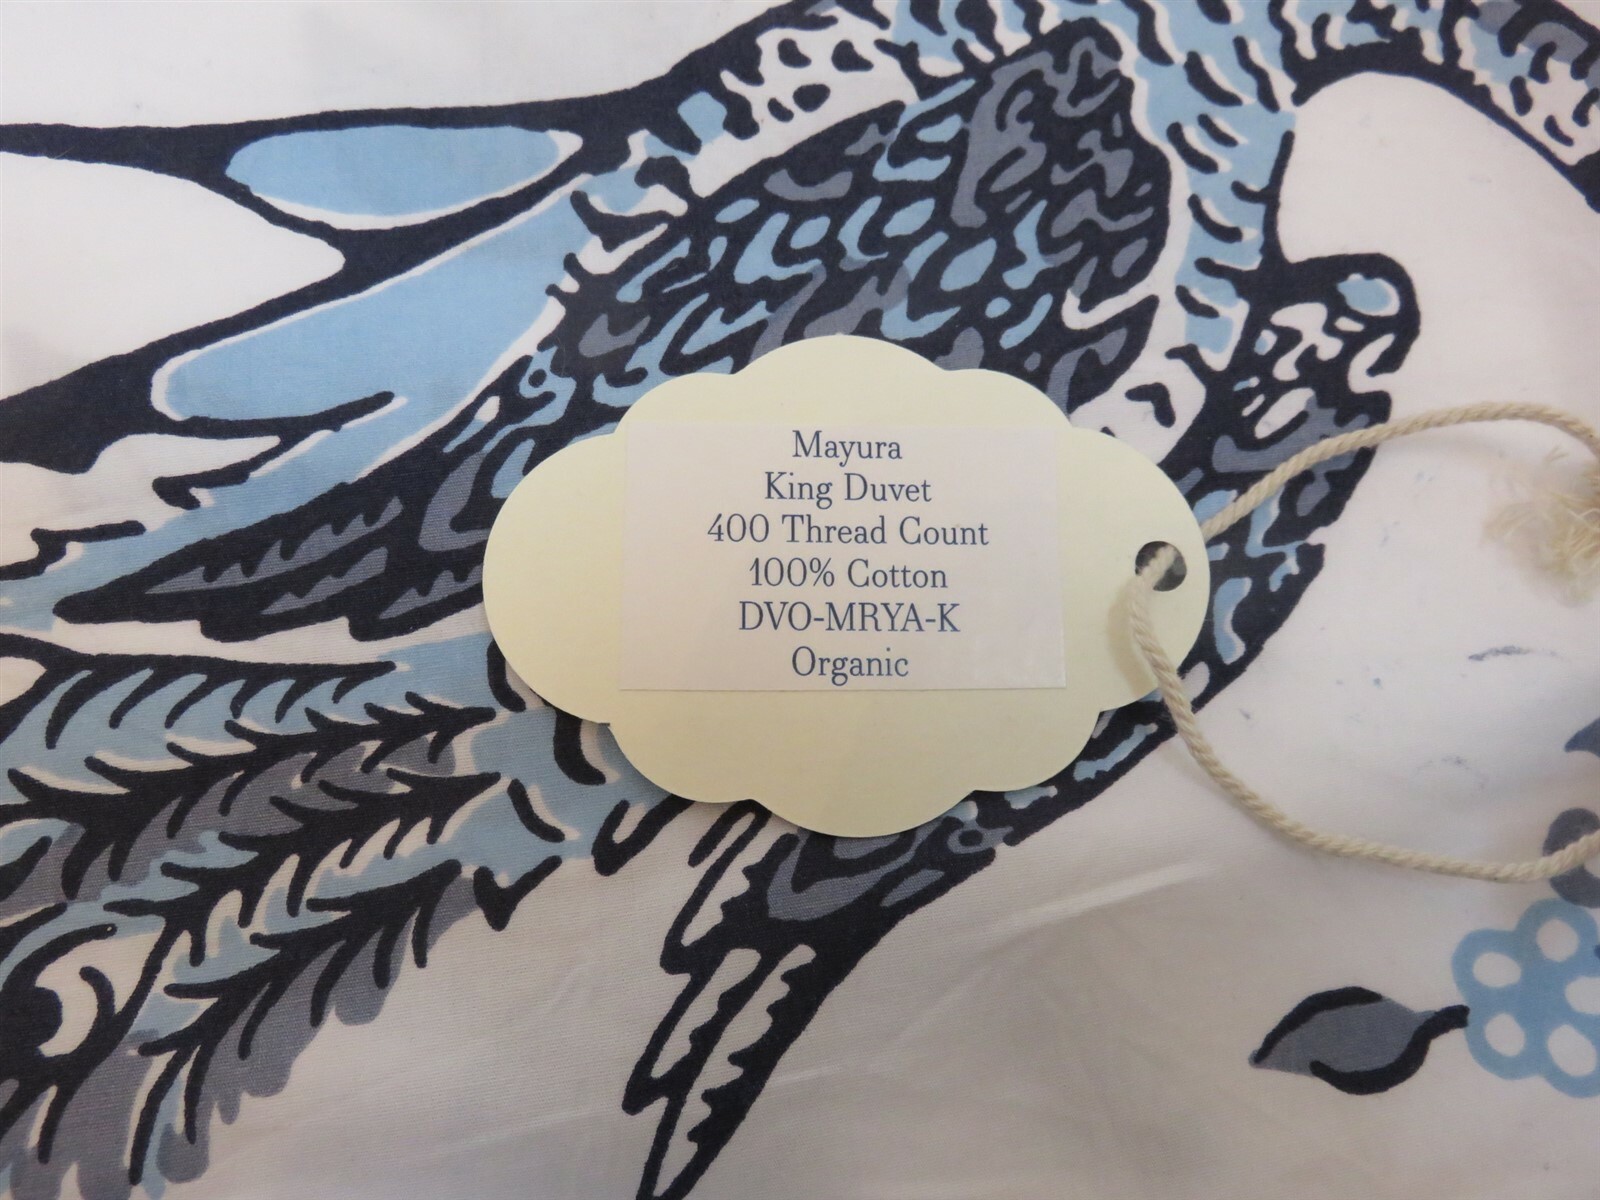 Mayura
King Duvet
400 Thread Count
100% Cotton
DVO-MRYA-K
Organic